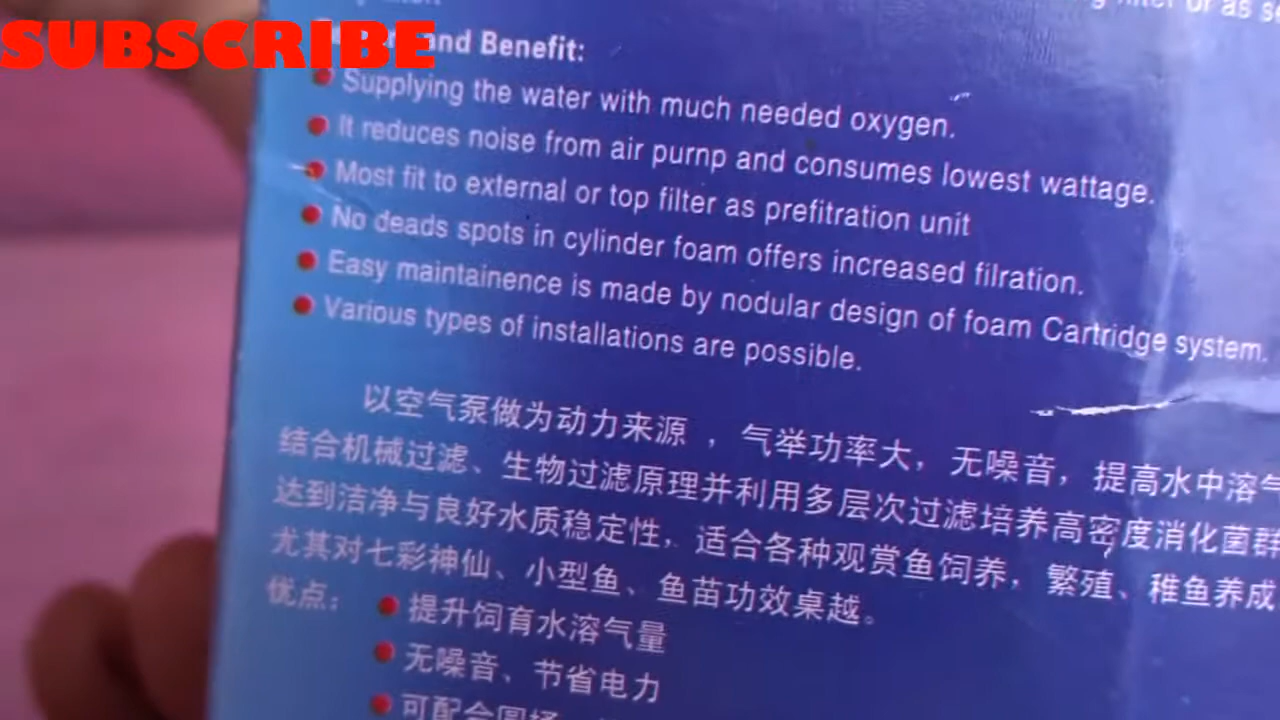 filter or as se
SUBSCRIBE
and Benefit:
Supplying the water with much needed oxygen.
It reduces noise from air purnp and consumes lowest wattage.
Most fit to external or top filter as prefitration unit
No deads spots in cylinder foam offers increased filration.
Easy maintainence is made by nodular design of foam Cartridge system.
Various types of installations are possible.
以空气泵做为动力来源，气举功率大，无噪音，提高水中溶气
结合机械过滤、生物过滤原理并利用多层次过滤培养高密度消化菌群
达到洁净与良好水质稳定性，适合各种观赏鱼饲养，繁殖、稚鱼养成
尤其对七彩神仙、小型鱼、鱼苗功效桌越。
优点：
提升饲育水溶气量
无噪音、节省电力
可配合圆